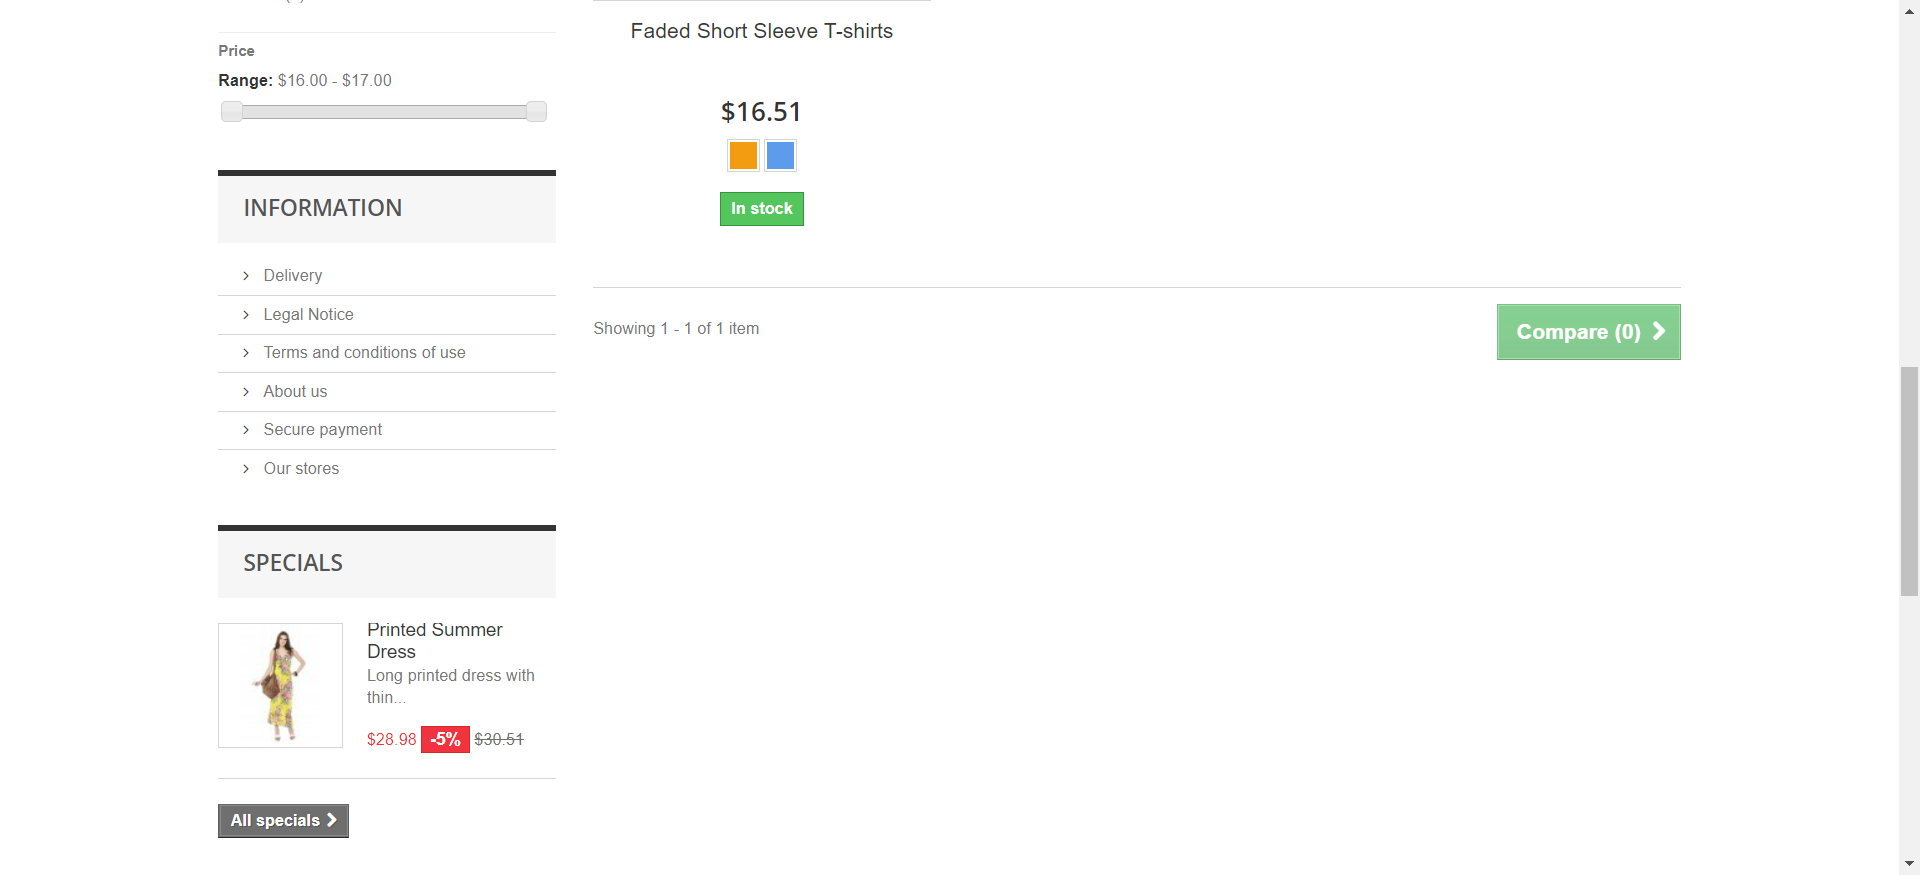 Price
Range: $16.00 - $17.00
INFORMATION
Delivery
Legal Notice
Terms and conditions of use
About us
Secure payment
Our stores
SPECIALS
Printed Summer
Dress
Long printed dress with
thin...
$28.98 -5% $30.51
All specials
Faded Short Sleeve T-shirts
$16.51
In stock
Showing 1 - 1 of 1 item
Compare (0)